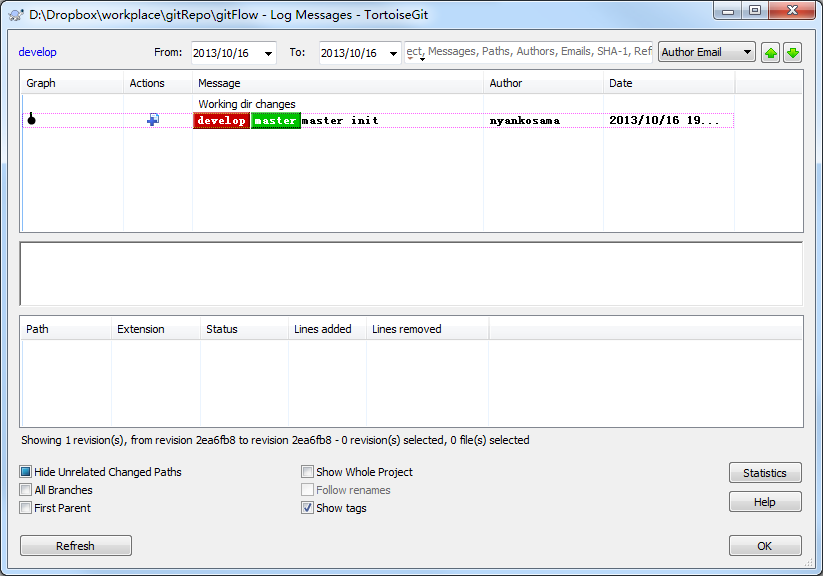 D:\Dropbox\workplace\gitRepo\gitFlow - Log Messages - TortoiseGit
develop From: 2013/10/16 To: 2013/10/16 ect, Messages, Paths, Authors, Emails, SHA-1, Ref Author Email
Graph Actions Message Author Date
Working dir changes
develop master master init nyankosama 2013/10/16 19...
Path Extension Status Lines added Lines removed
Showing 1 revision(s), from revision 2ea6fb8 to revision 2ea6fb8 - 0 revision(s) selected, 0 file(s) selected
Hide Unrelated Changed Paths Show Whole Project Statistics
All Branches Follow renames
Help
First Parent Show tags
Refresh OK